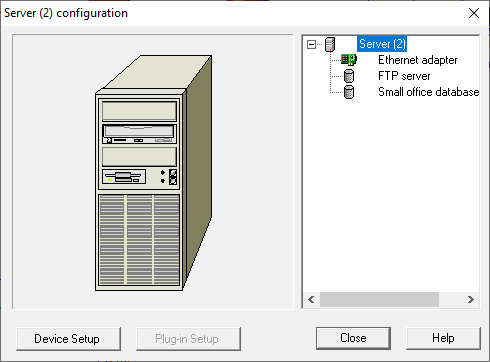 Server (2) configuration
Server (2)
Ethernet adapter
FTP server
Small office database
Device Setup
Plug-in Setup
Close
Help